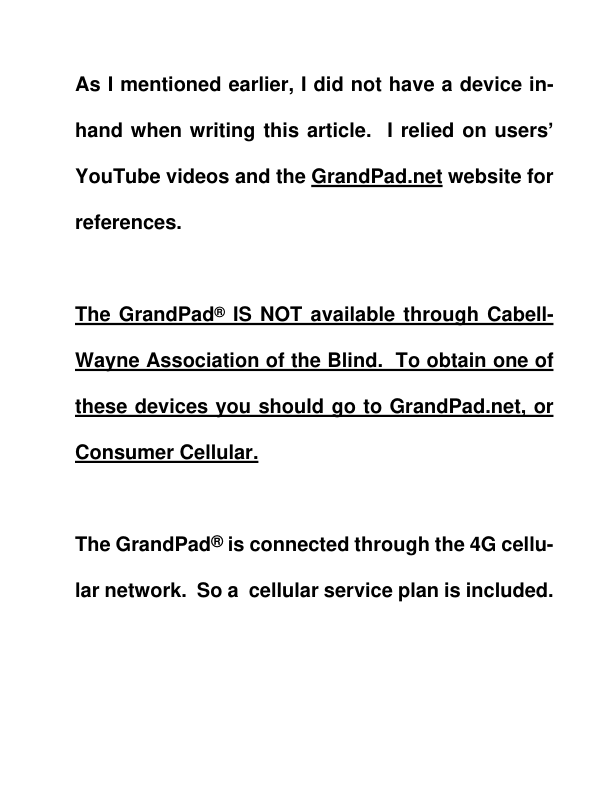 As I mentioned earlier, I did not have a device in-
hand when writing this article.  I relied on users’
YouTube videos and the GrandPad.net website for
references.
The GrandPad® IS NOT available through Cabell-
Wayne Association of the Blind.  To obtain one of
these devices you should go to GrandPad.net, or
Consumer Cellular.
The GrandPad® is connected through the 4G cellu-
lar network.  So a  cellular service plan is included.